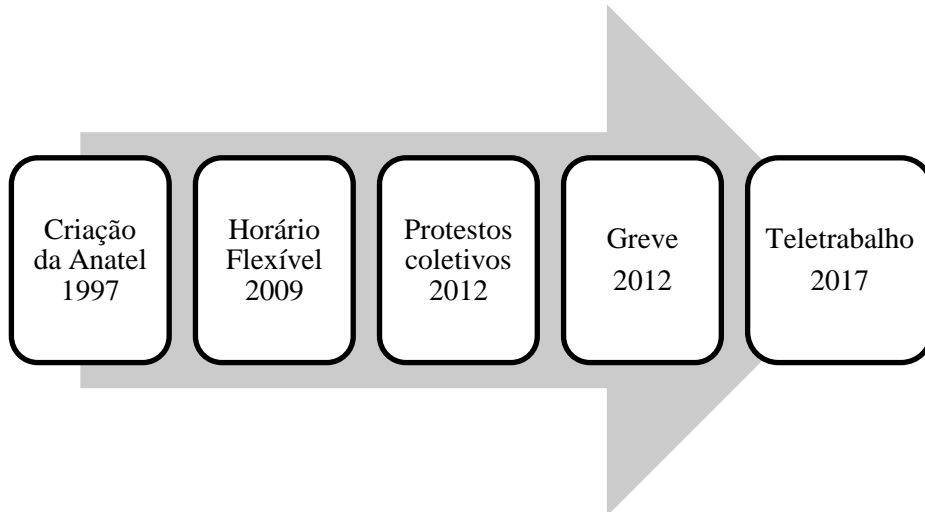 Criação
da Anatel
1997
Horário
Flexível
2009
Protestos
coletivos
2012
Greve
2012
Teletrabalho
2017